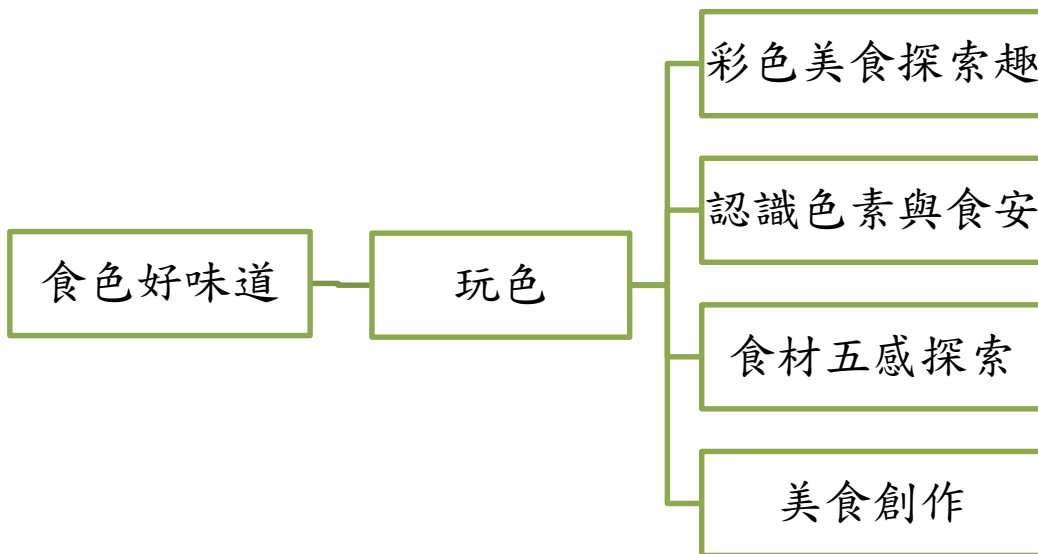 食色好味道
玩色
彩色美食探索趣
認識色素與食安
食材五感探索
美食創作